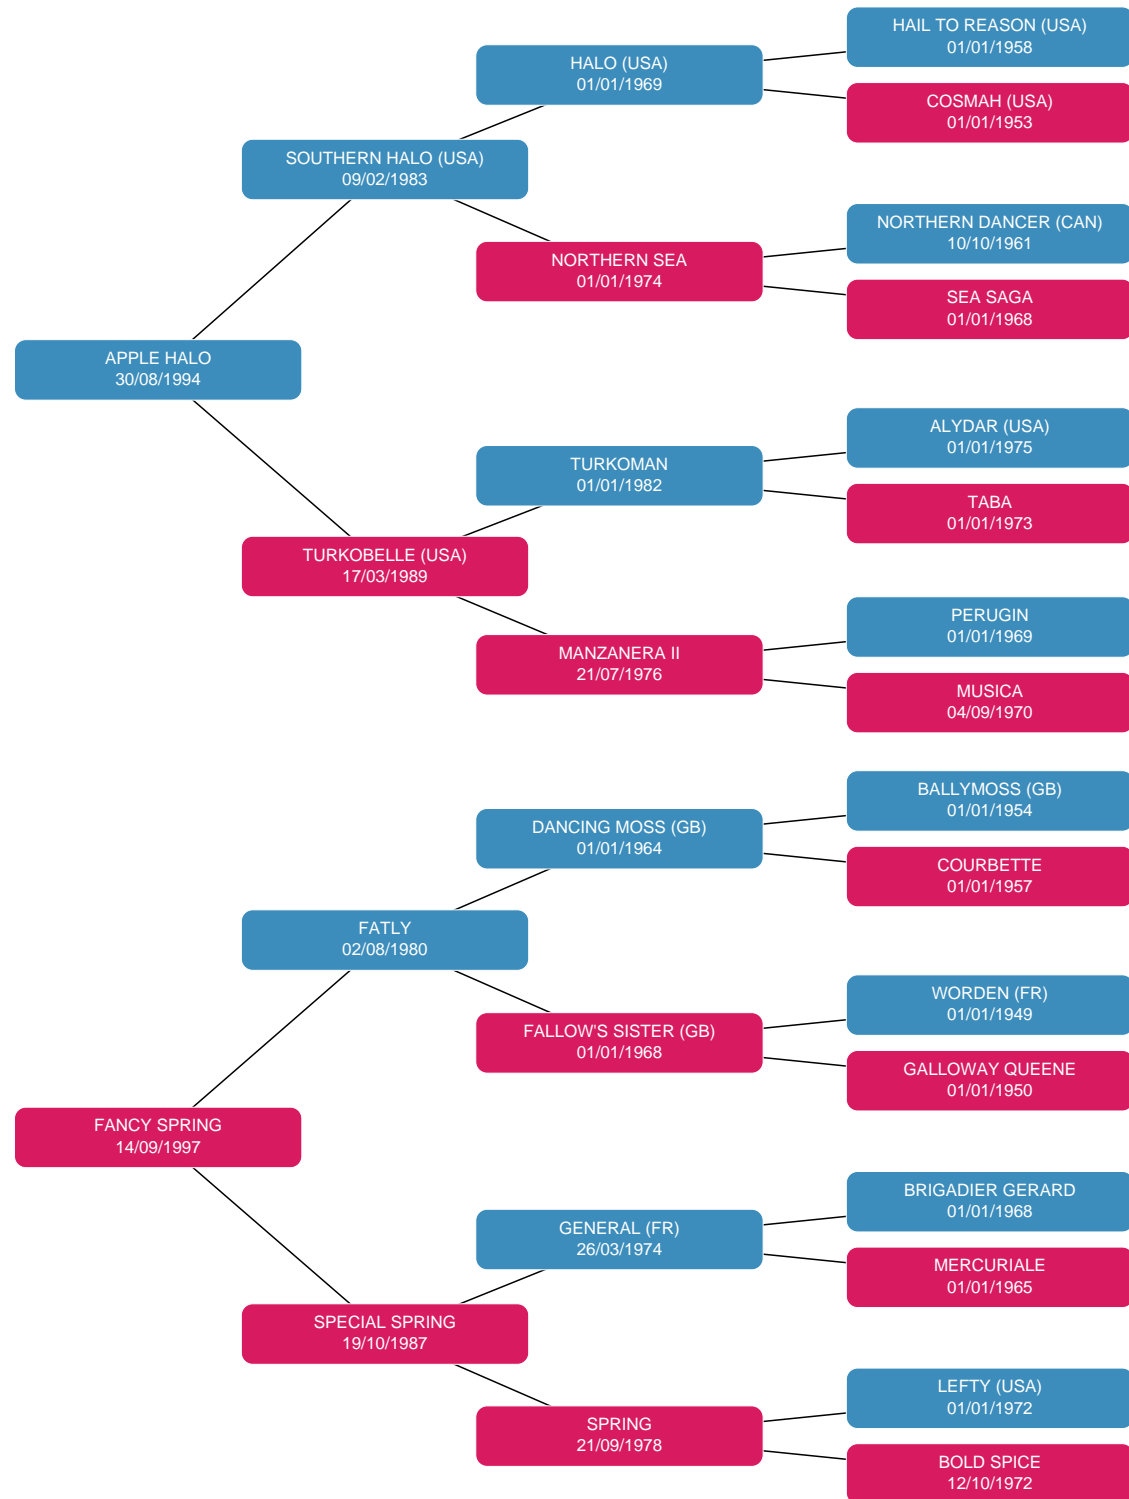 HAIL TO REASON (USA)
01/01/1958
HALO (USA)
01/01/1969
COSMAH (USA)
01/01/1953
SOUTHERN HALO (USA)
09/02/1983
NORTHERN DANCER (CAN)
10/10/1961
NORTHERN SEA
01/01/1974
SEA SAGA
01/01/1968
APPLE HALO
30/08/1994
ALYDAR (USA)
01/01/1975
TURKOMAN
01/01/1982
TABA
01/01/1973
TURKOBELLE (USA)
17/03/1989
PERUGIN
01/01/1969
MANZANERA II
21/07/1976
MUSICA
04/09/1970
BALLYMOSS (GB)
01/01/1954
DANCING MOSS (GB)
01/01/1964
COURBETTE
01/01/1957
FATLY
02/08/1980
WORDEN (FR)
01/01/1949
FALLOW'S SISTER (GB)
01/01/1968
GALLOWAY QUEENE
01/01/1950
FANCY SPRING
14/09/1997
BRIGADIER GERARD
01/01/1968
GENERAL (FR)
26/03/1974
MERCURIALE
01/01/1965
SPECIAL SPRING
19/10/1987
LEFTY (USA)
01/01/1972
SPRING
21/09/1978
BOLD SPICE
12/10/1972